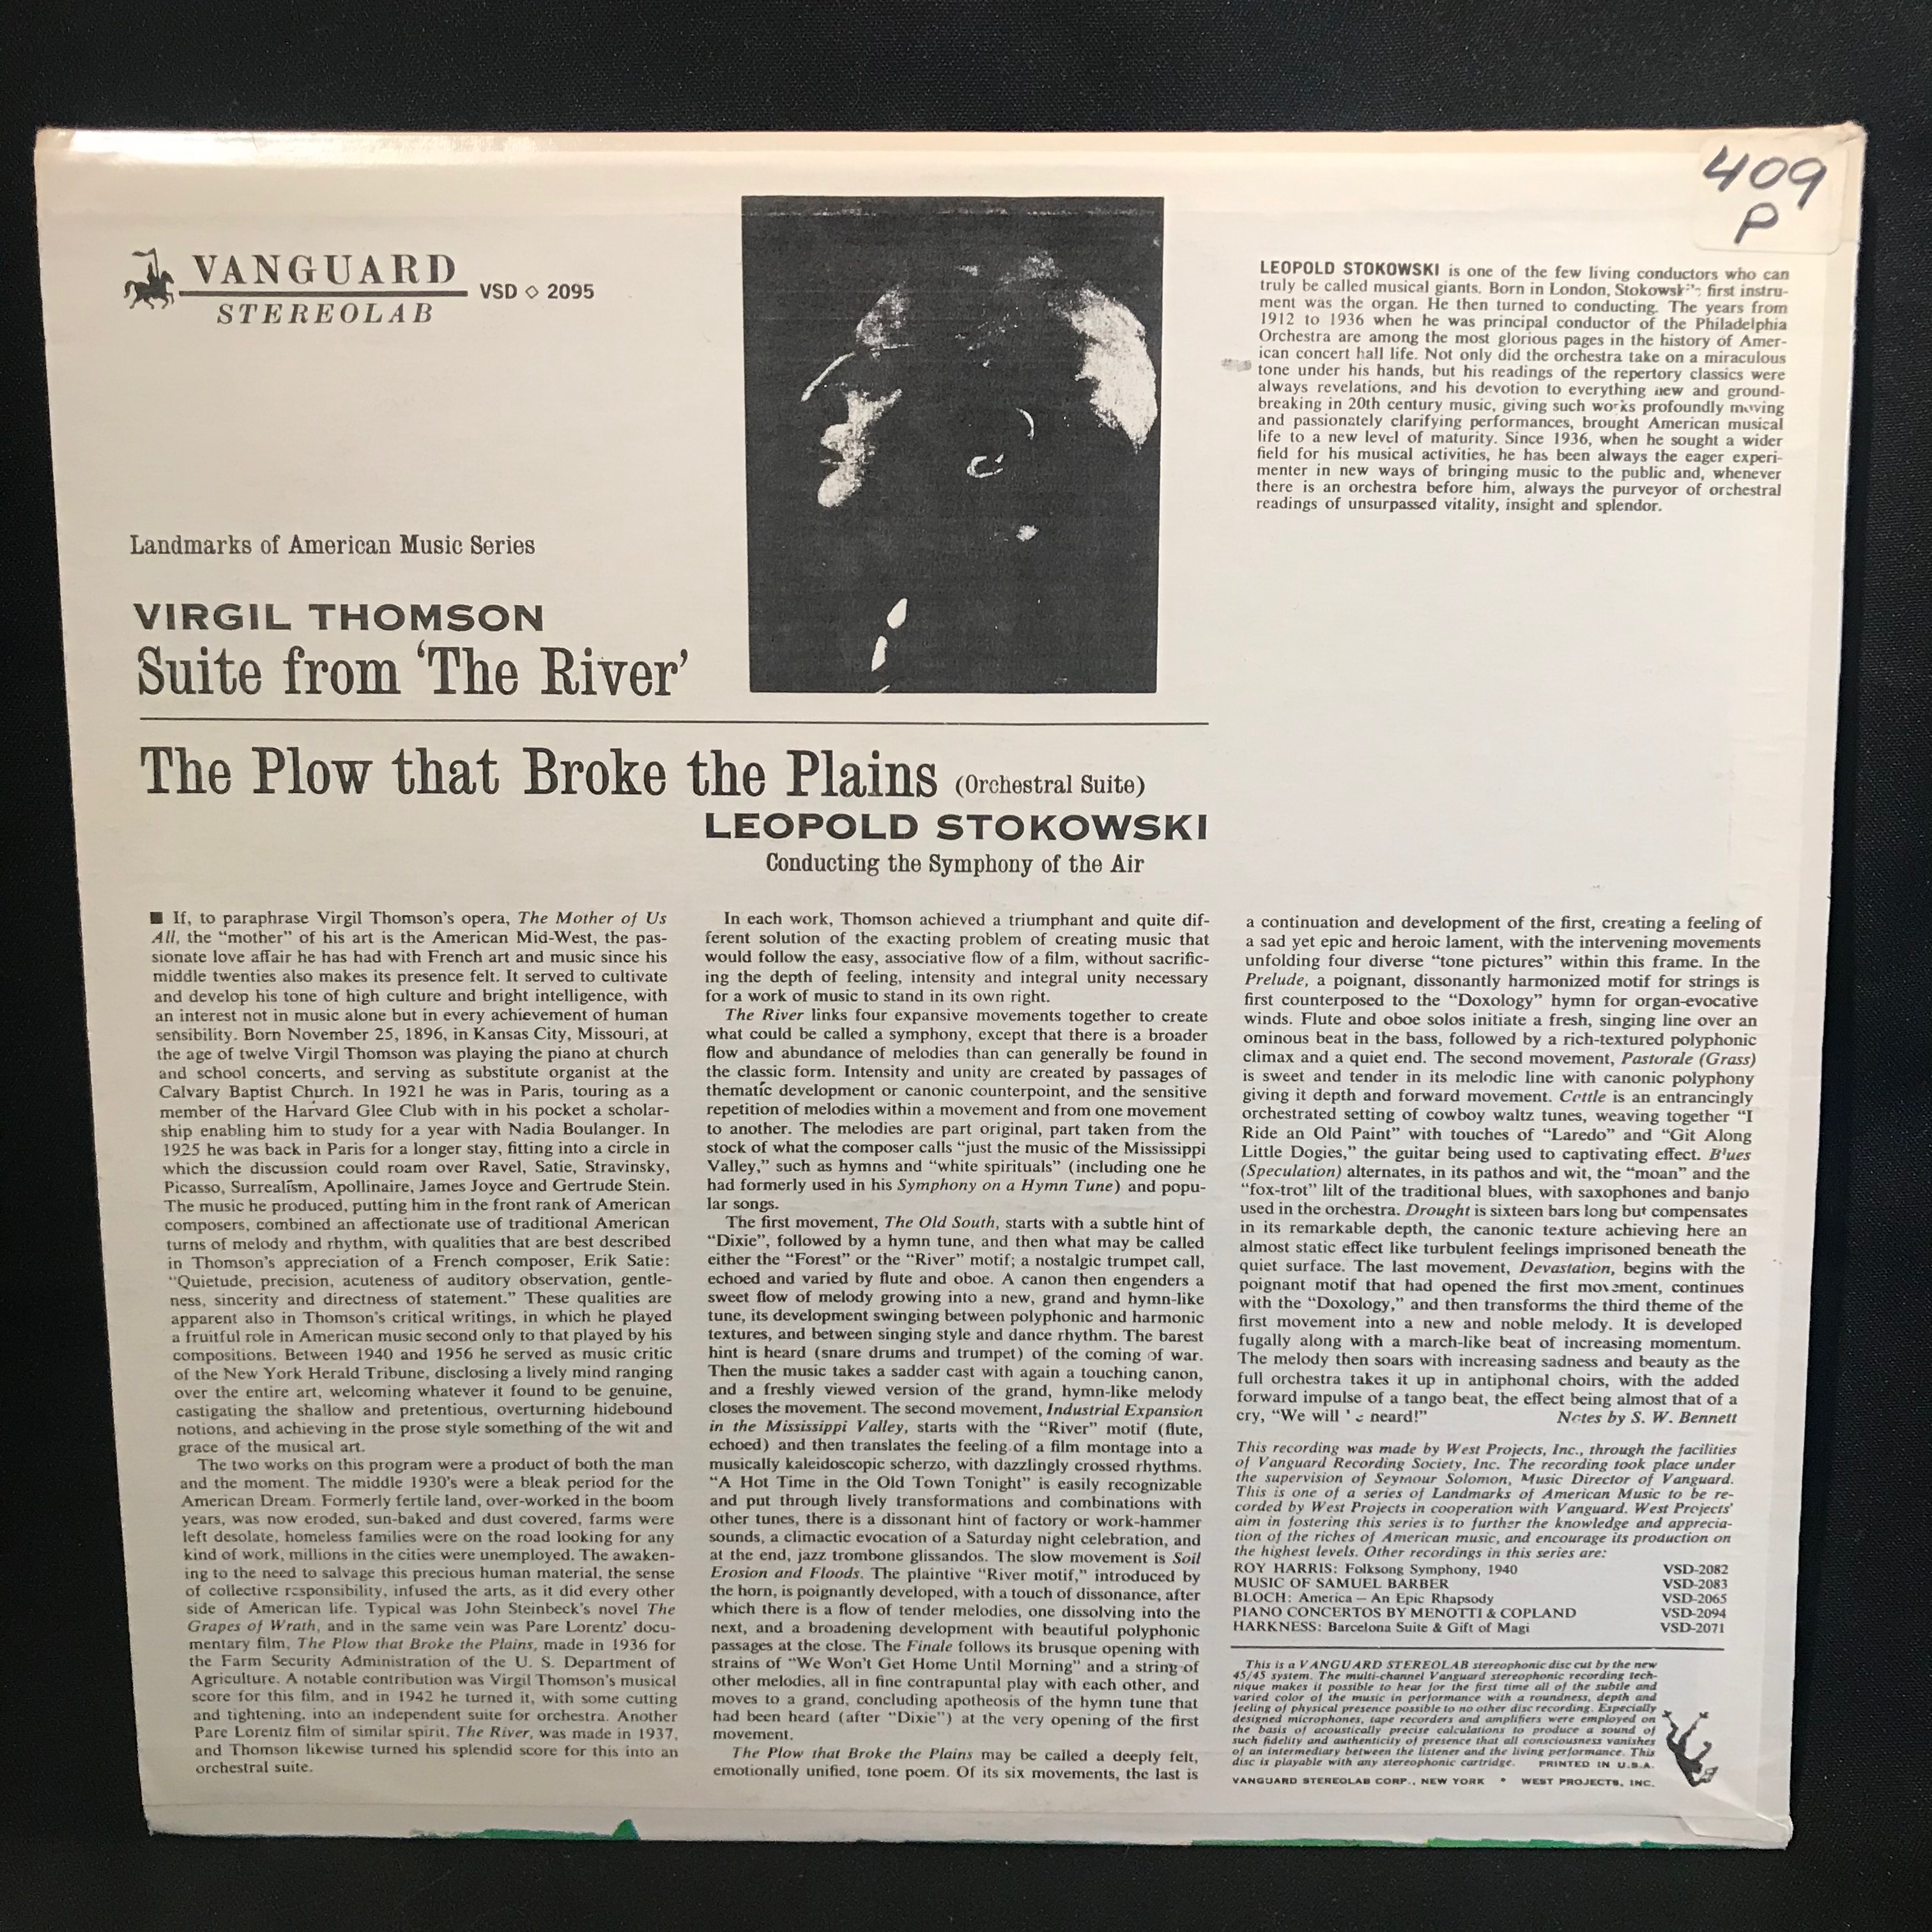 409
P
VANGUARD
STEREOLAB
VSD ◇ 2095
LEOPOLD STOKOWSKI is one of the few living conductors who can
truly be called musical giants. Born in London, first instru-
ment was the organ. He then turned to conducting. The years from
1912 to 1936 when he was principal conductor of the Philadelphia
Orchestra are among the most glorious pages in the history of Amer-
ican concert hall life. Not only did the orchestra take on a miraculous
tone under his hands, but his readings of the repertory classics were
always revelations, and his devotion to everything new and ground-
breaking in 20th century music, giving such works profoundly moving
and passionately clarifying performances, brought American musical
life to a new level of maturity. Since 1936, when he sought a wider
field for his musical activities, he has been always the eager experi-
menter in new ways of bringing music to the public and, whenever
there is an orchestra before him, always the purveyor of orchestral
readings of unsurpassed vitality, insight and splendor.
Landmarks of American Music Series
VIRGIL THOMSON
Suite from ‘The River’
The Plow that Broke the Plains (Orchestral Suite)
LEOPOLD STOKOWSKI
Conducting the Symphony of the Air
■ If, to paraphrase Virgil Thomson's opera, The Mother of Us
All, the "mother" of his art is the American Mid-West, the pas-
sionate love affair he has had with French art and music since his
middle twenties also makes its presence felt. It served to cultivate
and develop his tone of high culture and bright intelligence, with
an interest not in music alone but in every achievement of human
sensibility. Born November 25, 1896, in Kansas City, Missouri, at
the age of twelve Virgil Thomson was playing the piano at church
and school concerts, and serving as substitute organist at the
Calvary Baptist Church. In 1921 he was in Paris, touring as a
member of the Harvard Glee Club with in his pocket a scholar-
ship enabling him to study for a year with Nadia Boulanger. In
1925 he was back in Paris for a longer stay, fitting into a circle in
which the discussion could roam over Ravel, Satie, Stravinsky,
Picasso, Surrealism, Apollinaire, James Joyce and Gertrude Stein.
The music he produced, putting him in the front rank of American
composers, combined an affectionate use of traditional American
turns of melody and rhythm, with qualities that are best described
in Thomson's appreciation of a French composer, Erik Satie:
"Quietude, precision, acuteness of auditory observation, gentle-
ness, sincerity and directness of statement." These qualities are
apparent also in Thomson's critical writings, in which he played
a fruitful role in American music second only to that played by his
compositions. Between 1940 and 1956 he served as music critic
of the New York Herald Tribune, disclosing a lively mind ranging
over the entire art, welcoming whatever it found to be genuine,
castigating the shallow and pretentious, overturning hidebound
notions, and achieving in the prose style something of the wit and
grace of the musical art.
The two works on this program were a product of both the man
and the moment. The middle 1930's were a bleak period for the
American Dream. Formerly fertile land, over-worked in the boom
years, was now eroded, sun-baked and dust covered, farms were
left desolate, homeless families were on the road looking for any
kind of work, millions in the cities were unemployed. The awaken-
ing to the need to salvage this precious human material, the sense
of collective responsibility, infused the arts, as it did every other
side of American life. Typical was John Steinbeck's novel The
Grapes of Wrath, and in the same vein was Pare Lorentz' docu-
mentary film, The Plow that Broke the Plains, made in 1936 for
the Farm Security Administration of the U. S. Department of
Agriculture. A notable contribution was Virgil Thomson's musical
score for this film, and in 1942 he turned it, with some cutting
and tightening, into an independent suite for orchestra. Another
Pare Lorentz film of similar spirit, The River, was made in 1937,
and Thomson likewise turned his splendid score for this into an
orchestral suite.
In each work, Thomson achieved a triumphant and quite dif-
ferent solution of the exacting problem of creating music that
would follow the easy, associative flow of a film, without sacrific-
ing the depth of feeling, intensity and integral unity necessary
for a work of music to stand in its own right.
The River links four expansive movements together to create
what could be called a symphony, except that there is a broader
flow and abundance of melodies than can generally be found in
the classic form. Intensity and unity are created by passages of
thematic development or canonic counterpoint, and the sensitive
repetition of melodies within a movement and from one movement
to another. The melodies are part original, part taken from the
stock of what the composer calls "just the music of the Mississippi
Valley," such as hymns and "white spirituals" (including one he
had formerly used in his Symphony on a Hymn Tune) and popu-
lar songs.
The first movement, The Old South, starts with a subtle hint of
"Dixie", followed by a hymn tune, and then what may be called
either the "Forest" or the "River" motif; a nostalgic trumpet call,
echoed and varied by flute and oboe. A canon then engenders a
sweet flow of melody growing into a new, grand and hymn-like
tune, its development swinging between polyphonic and harmonic
textures, and between singing style and dance rhythm. The barest
hint is heard (snare drums and trumpet) of the coming of war.
Then the music takes a sadder cast with again a touching canon,
and a freshly viewed version of the grand, hymn-like melody
closes the movement. The second movement, Industrial Expansion
in the Mississippi Valley, starts with the "River" motif (flute,
echoed) and then translates the feeling of a film montage into a
musically kaleidoscopic scherzo, with dazzlingly crossed rhythms.
"A Hot Time in the Old Town Tonight" is easily recognizable
and put through lively transformations and combinations with
other tunes, there is a dissonant hint of factory or work-hammer
sounds, a climactic evocation of a Saturday night celebration, and
at the end, jazz trombone glissandos. The slow movement is Soil
Erosion and Floods. The plaintive "River motif," introduced by
the horn, is poignantly developed, with a touch of dissonance, after
which there is a flow of tender melodies, one dissolving into the
next, and a broadening development with beautiful polyphonic
passages at the close. The Finale follows its brusque opening with
strains of "We Won't Get Home Until Morning" and a string of
other melodies, all in fine contrapuntal play with each other, and
moves to a grand, concluding apotheosis of the hymn tune that
had been heard (after "Dixie") at the very opening of the first
movement.
The Plow that Broke the Plains may be called a deeply felt,
emotionally unified, tone poem. Of its six movements, the last is
a continuation and development of the first, creating a feeling of
a sad yet epic and heroic lament, with the intervening movements
unfolding four diverse "tone pictures" within this frame. In the
Prelude, a poignant, dissonantly harmonized motif for strings is
first counterposed to the "Doxology" hymn for organ-evocative
winds. Flute and oboe solos initiate a fresh, singing line over an
ominous beat in the bass, followed by a rich-textured polyphonic
climax and a quiet end. The second movement, Pastorale (Grass)
is sweet and tender in its melodic line with canonic polyphony
giving it depth and forward movement. Cattle is an entrancingly
orchestrated setting of cowboy waltz tunes, weaving together "I
Ride an Old Paint" with touches of "Laredo" and "Git Along
Little Dogies," the guitar being used to captivating effect. Blues
(Speculation) alternates, in its pathos and wit, the "moan" and the
"fox-trot" lilt of the traditional blues, with saxophones and banjo
used in the orchestra. Drought is sixteen bars long but compensates
in its remarkable depth, the canonic texture achieving here an
almost static effect like turbulent feelings imprisoned beneath the
quiet surface. The last movement, Devastation, begins with the
poignant motif that had opened the first movement, continues
with the "Doxology," and then transforms the third theme of the
first movement into a new and noble melody. It is developed
fugally along with a march-like beat of increasing momentum.
The melody then soars with increasing sadness and beauty as the
full orchestra takes it up in antiphonal choirs, with the added
forward impulse of a tango beat, the effect being almost that of a
cry, "We will heard!" Notes by S. W. Bennett
This recording was made by West Projects, Inc., through the facilities
of Vanguard Recording Society, Inc. The recording took place under
the supervision of Seymour Solomon, Music Director of Vanguard.
This is one of a series of Landmarks of American Music to be re-
corded by West Projects in cooperation with Vanguard. West Projects'
aim in fostering this series is to further the knowledge and apprecia-
tion of the riches of American music, and encourage its production on
the highest levels. Other recordings in this series are:
ROY HARRIS: Folksong Symphony, 1940 VSD-2082
MUSIC OF SAMUEL BARBER VSD-2083
BLOCH: America – An Epic Rhapsody VSD-2065
PIANO CONCERTOS BY MENOTTI & COPLAND VSD-2094
HARKNESS: Barcelona Suite & Gift of Magi VSD-2071
This is a VANGUARD STEREOLAB stereophonic disc cut by the new
45/45 system. The multi-channel Vanguard stereophonic recording tech-
nique makes it possible to hear for the first time all of the subtle and
varied color of the music in performance with a roundness, depth and
feeling of physical presence possible to no other disc recording. Especially
designed microphones, tape recorders and amplifiers were employed on
the basis of acoustically precise calculations to produce a sound of
such fidelity and authenticity of presence that all consciousness vanishes
of an intermediary between the listener and the living performance. This
disc is playable with any stereophonic cartridge. PRINTED IN U.S.A.
VANGUARD STEREOLAB CORP., NEW YORK • WEST PROJECTS, INC.